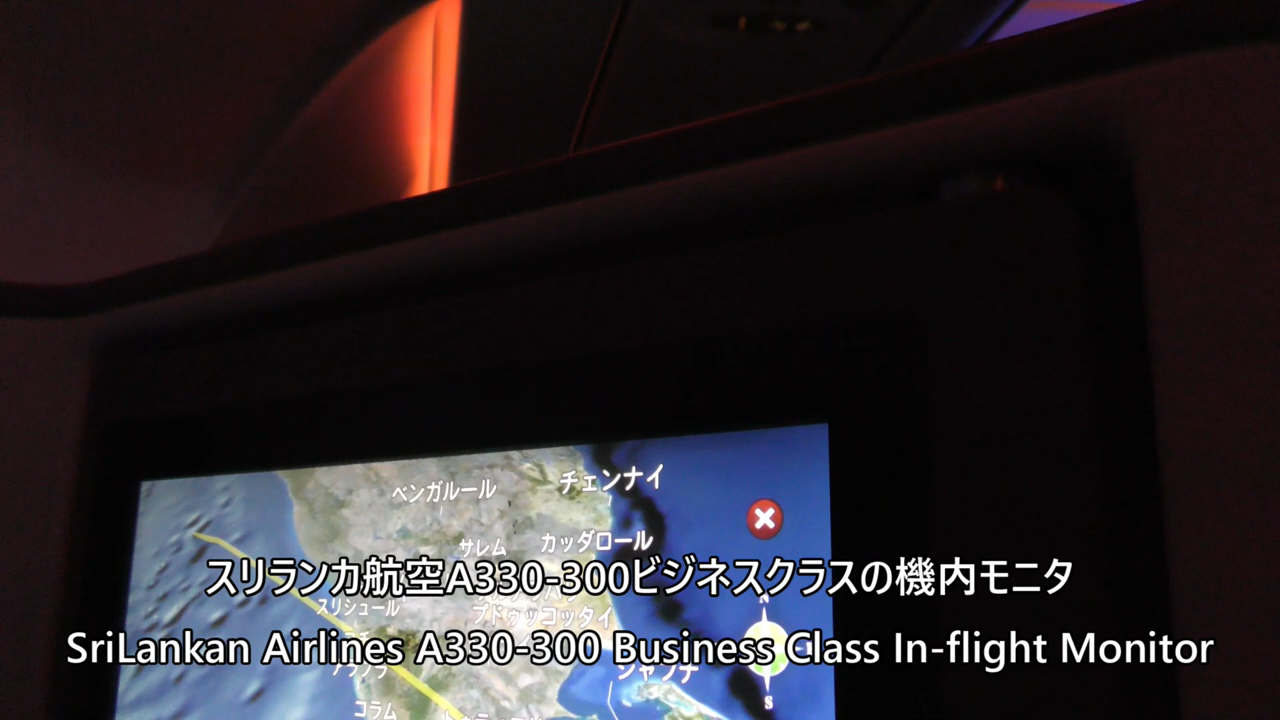 ベンガルール
チェンナイ
サレム
カッダロール
スリランカ航空A330-300ビジネスクラスの機内モニタ
N
スリシュール
プドゥッコッタイ
SriLankan Airlines A330-300 Business Class In-flight Monitor
ジャフナ
S
コラム